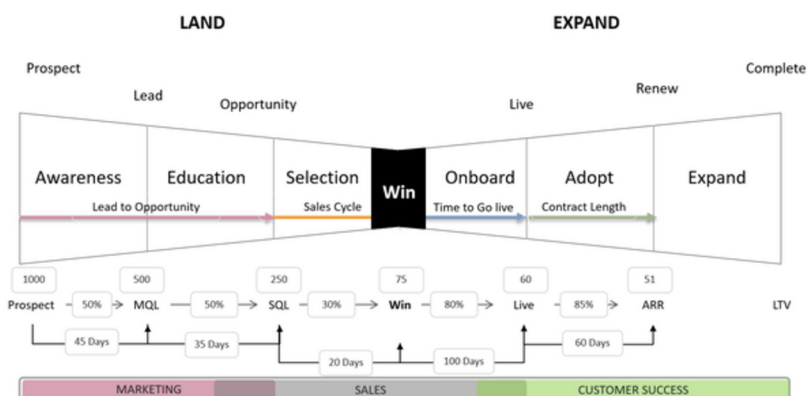 LAND EXPAND
Prospect Complete
Lead Renew
Opportunity Live
Awareness Education Selection Win Onboard Adopt Expand
Lead to Opportunity Sales Cycle Time to Go live Contract Length
1000 500 250 75 60 51
Prospect 50% MQL 50% SQL 30% Win 80% Live 85% ARR LTV
45 Days 35 Days 60 Days
20 Days 100 Days
MARKETING SALES CUSTOMER SUCCESS